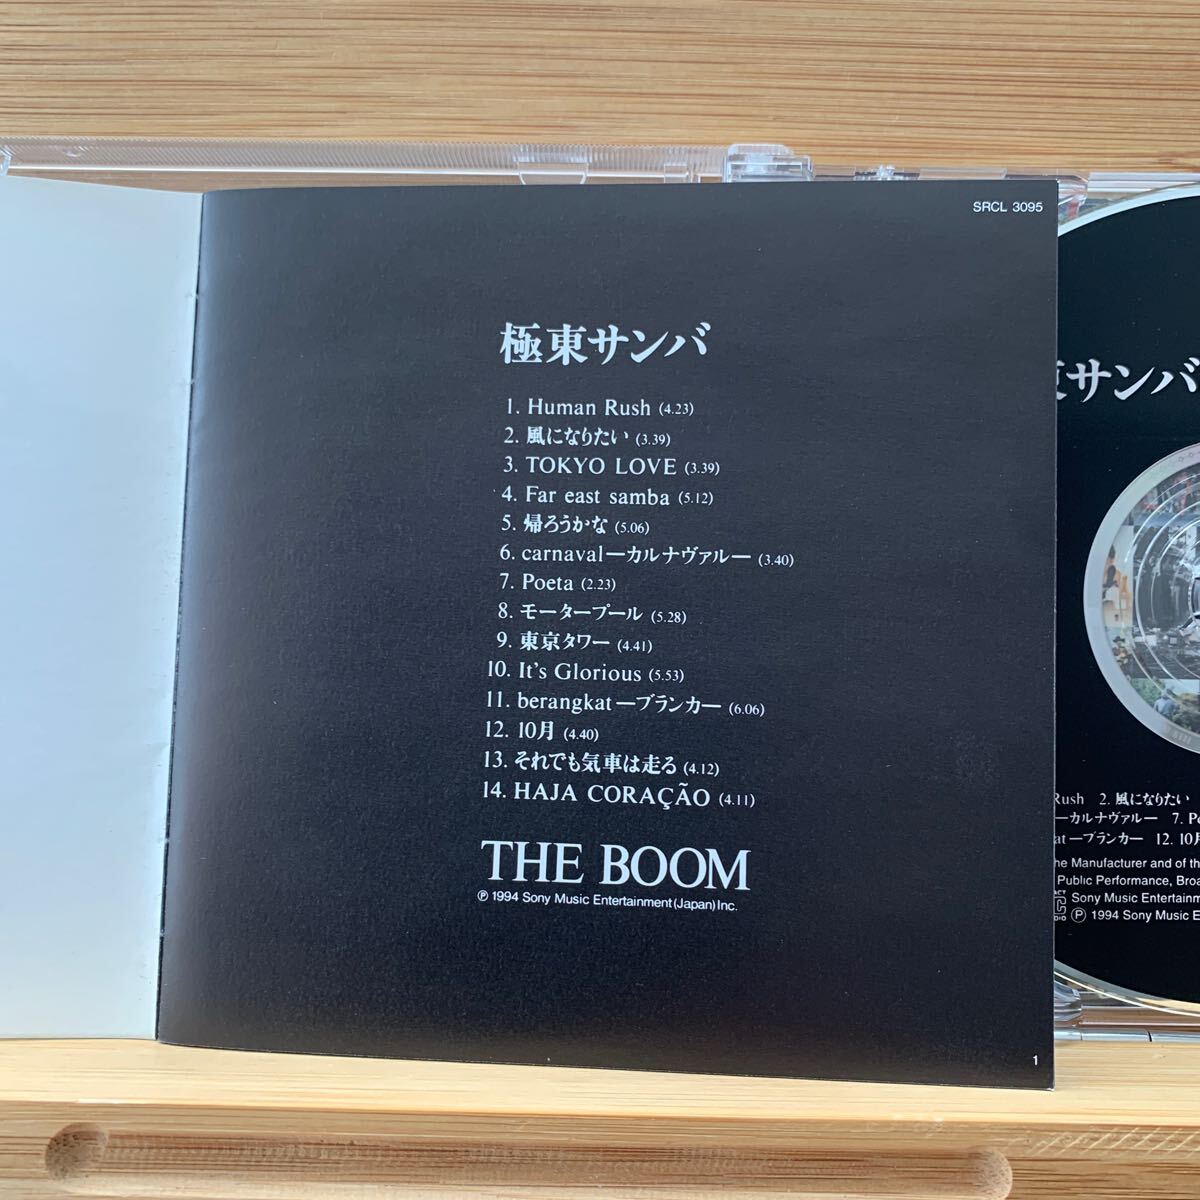 SRCL 3095
極東サンバ
1. Human Rush (4.23)
2. 風になりたい (3.39)
3. TOKYO LOVE (3.39)
4. Far east samba (5.12)
5. 帰ろうかな (5.06)
6. carnavalーカルナヴァルー (3.40)
7. Poeta (2.23)
8. モータープール (5.28)
9. 東京タワー (4.41)
10. It's Glorious (5.53)
11. berangkatーブランカー (6.06)
12. 10月 (4.40)
13. それでも気車は走る (4.12)
14. HAJA CORAÇÃO (4.11)
THE BOOM
Ⓟ 1994 Sony Music Entertainment (Japan) Inc.
1
サンバ
Rush 2. 風になりたい
ーカルナヴァルー 7.
ーブランカー 12. 10月
he Manufacturer and of the
Public Performance,
Sony Music
Ⓟ 1994 Sony Music